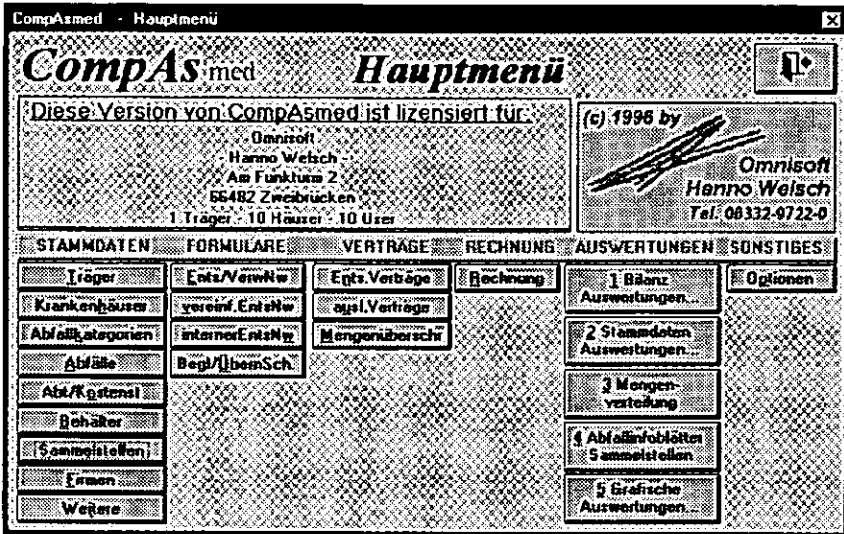 CompAsmed - Hauptmenü
CompAs med Hauptmenü
Diese Version von CompAsmed ist lizensiert für:
- Omnisoft
- Hanno Welsch -
Am Funkturm 2
66482 Zweibrücken
1 Träger - 10 Häuser - 10 User
(c) 1996 by
Omnisoft
Hanno Welsch
Tel. 06332-9722-0
STAMMDATEN FORMULARE VERTRÄGE RECHNUNG AUSWERTUNGEN SONSTIGES
Träger
Krankenhäuser
Abfallkategorien
Abfälle
Abt/Kostenst
Behälter
Sammelstellen
Firmen
Weitere
Ents/VerwNw
vereinf.EntsNw
internerEntsNw
Begl/ÜbernSch.
Ents.Verträge
ausl.Verträge
Mengenüberschr
Rechnung
1 Bilanz
Auswertungen...
2 Stammdaten
Auswertungen...
3 Mengen-
verteilung
4 Abfallinfoblätter
Sammelstellen
5 Grafische
Auswertungen...
Optionen